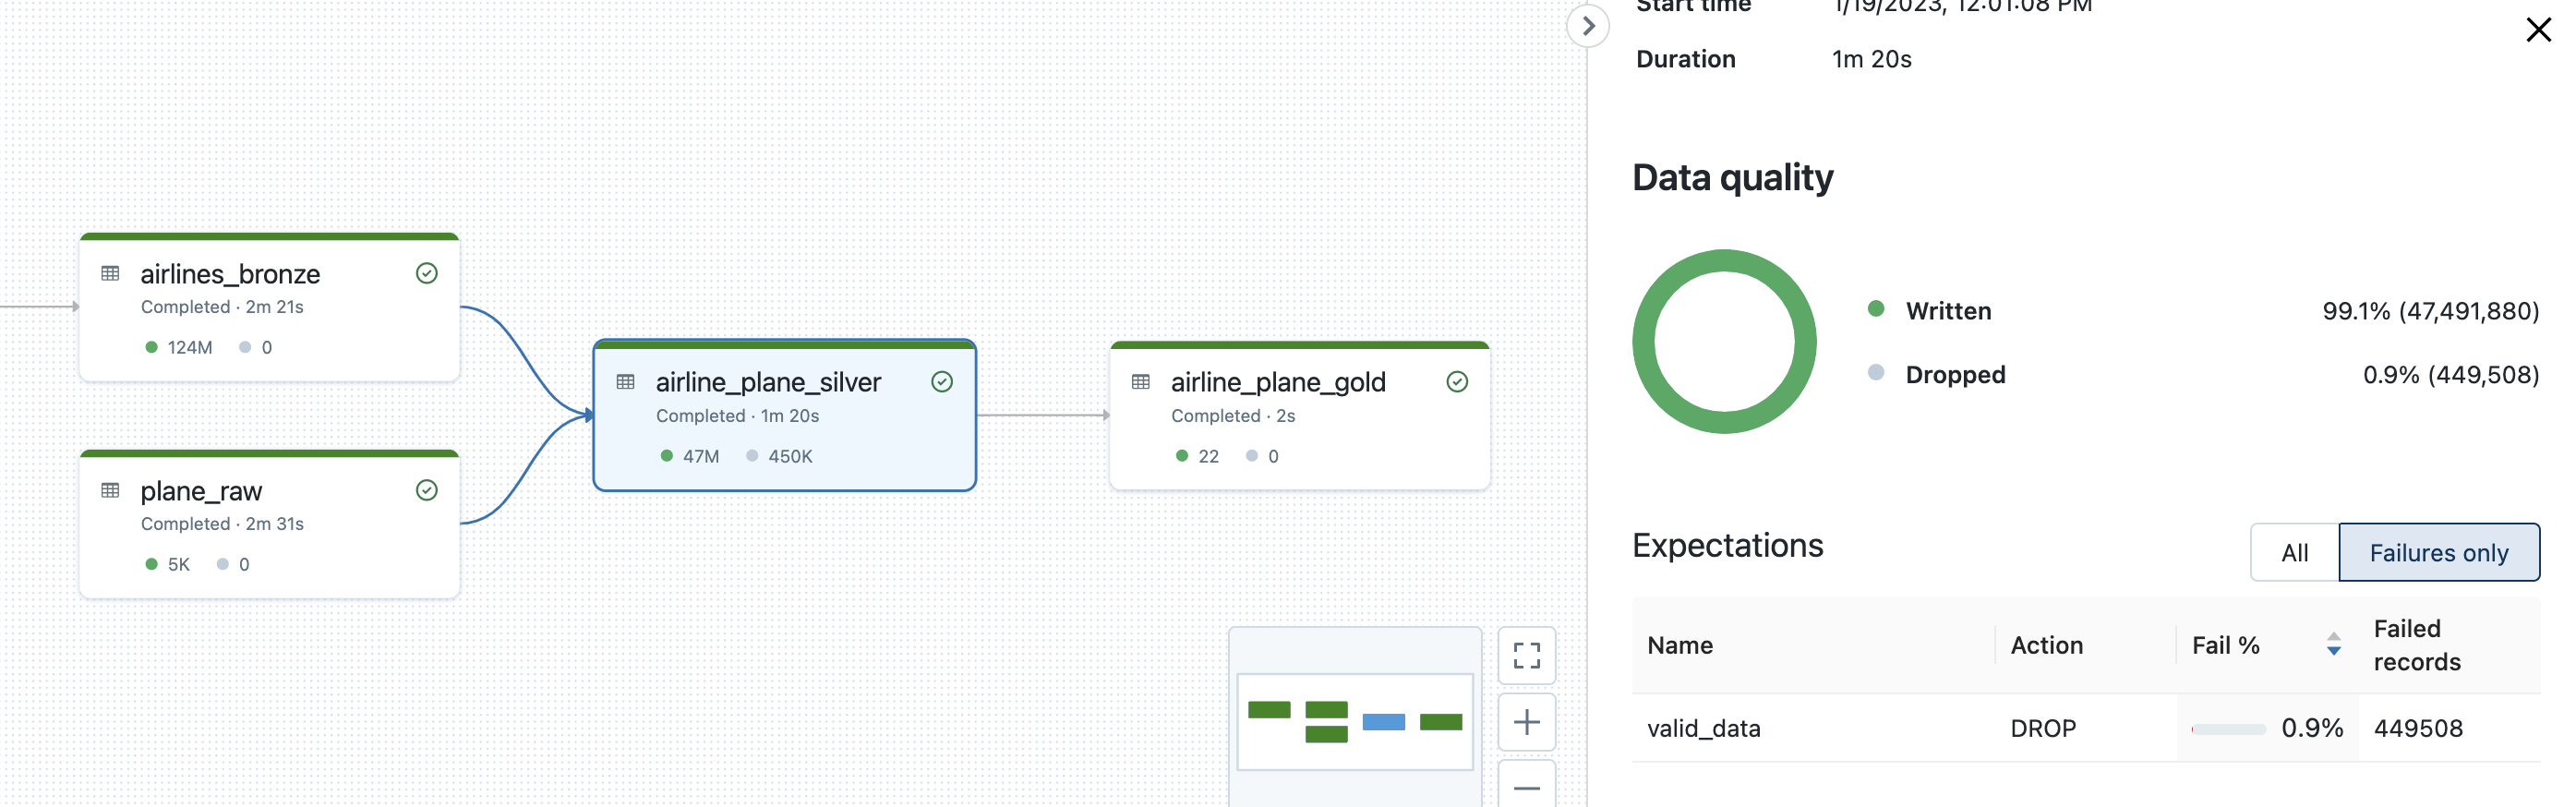 airlines_bronze
Completed · 2m 21s
124M 0
plane_raw
Completed · 2m 31s
5K 0
airline_plane_silver
Completed · 1m 20s
47M 450K
airline_plane_gold
Completed · 2s
22 0
Start time 1/19/2023, 12:01:08 PM
Duration 1m 20s
Data quality
Written 99.1% (47,491,880)
Dropped 0.9% (449,508)
Expectations
All Failures only
Name Action Fail % Failed records
valid_data DROP 0.9% 449508